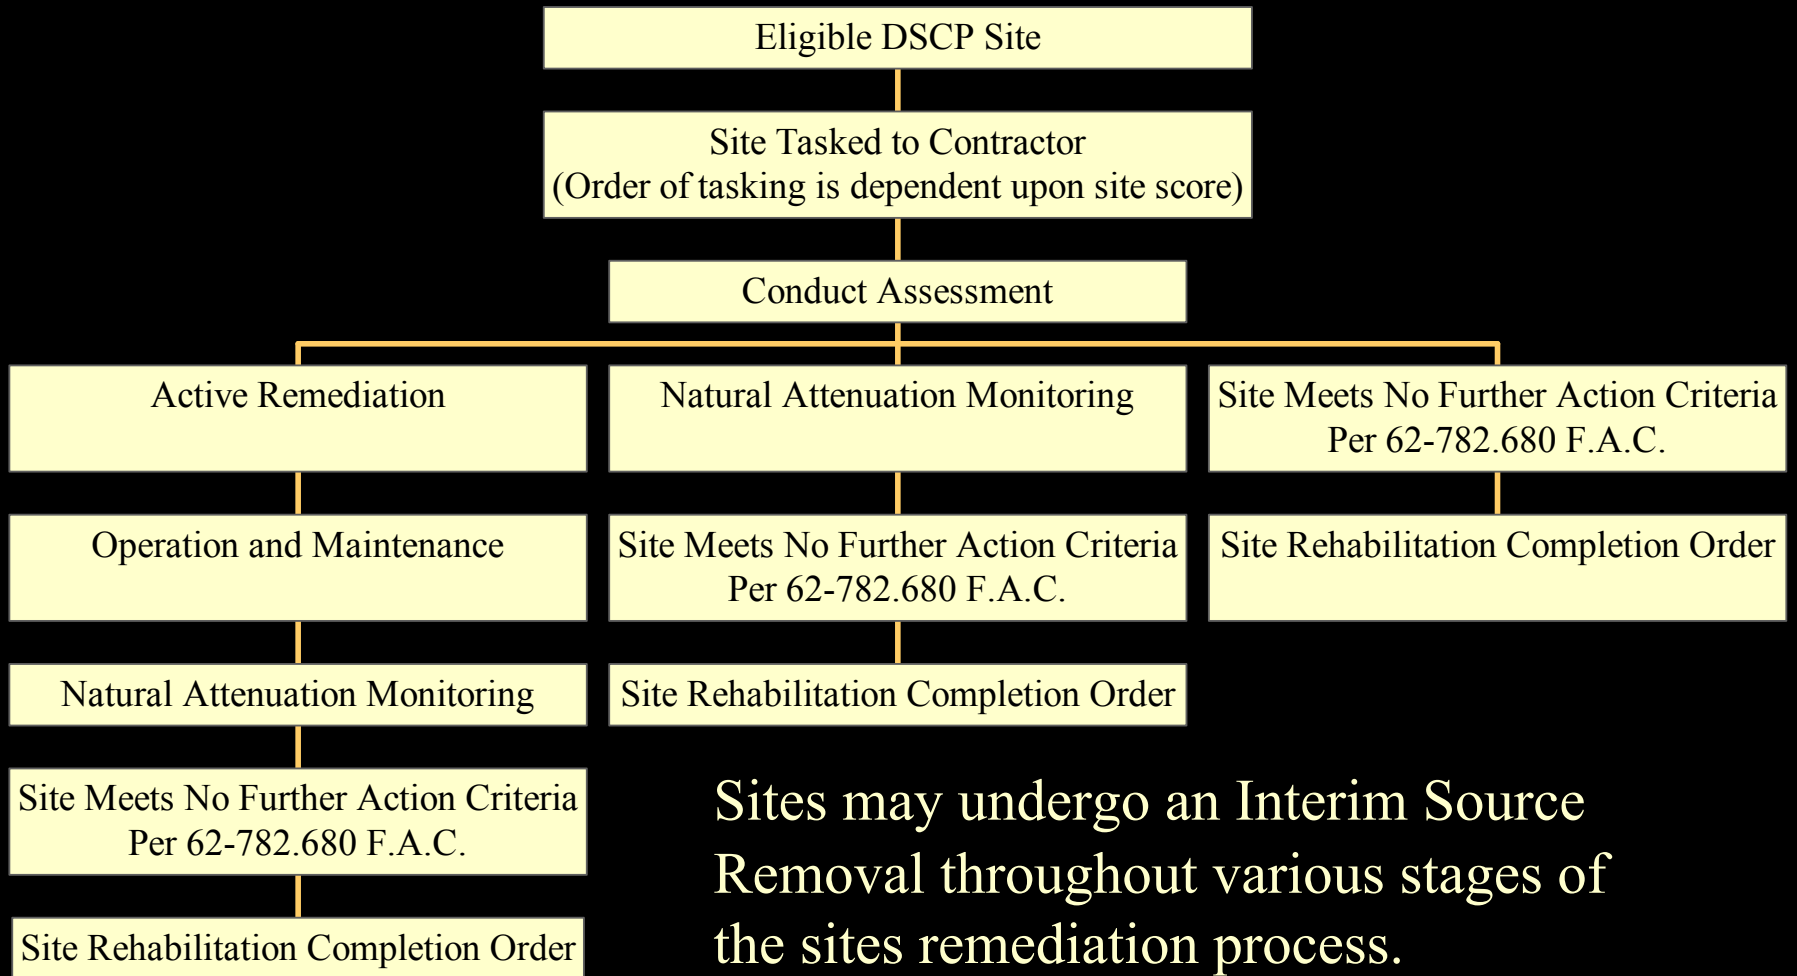 Eligible DSCP Site
Site Tasked to Contractor
(Order of tasking is dependent upon site score)
Conduct Assessment
Active Remediation
Natural Attenuation Monitoring
Site Meets No Further Action Criteria
Per 62-782.680 F.A.C.
Operation and Maintenance
Site Meets No Further Action Criteria
Per 62-782.680 F.A.C.
Site Rehabilitation Completion Order
Natural Attenuation Monitoring
Site Rehabilitation Completion Order
Site Meets No Further Action Criteria
Per 62-782.680 F.A.C.
Site Rehabilitation Completion Order
Sites may undergo an Interim Source
Removal throughout various stages of
the sites remediation process.